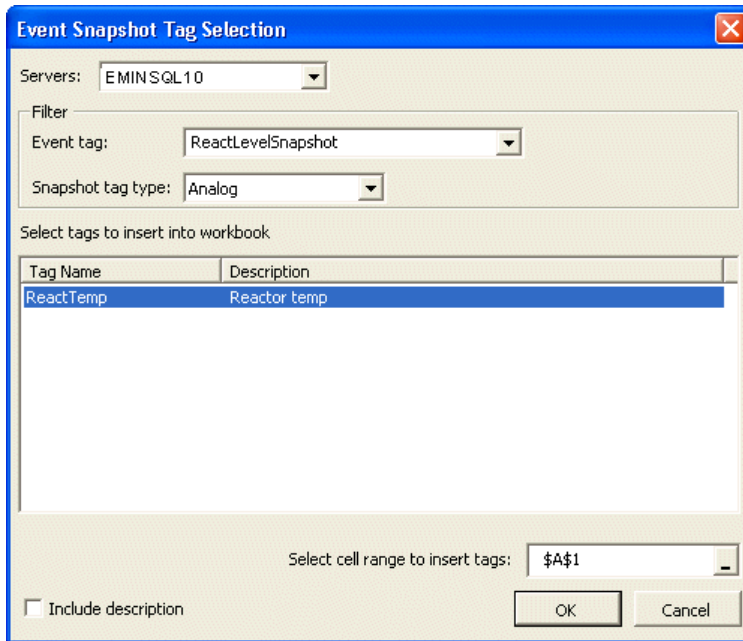 Event Snapshot Tag Selection
Servers: EMINSQL10
Filter
Event tag: ReactLevelSnapshot
Snapshot tag type: Analog
Select tags to insert into workbook
Tag Name Description
ReactTemp Reactor temp
Select cell range to insert tags: $A$1
Include description OK Cancel